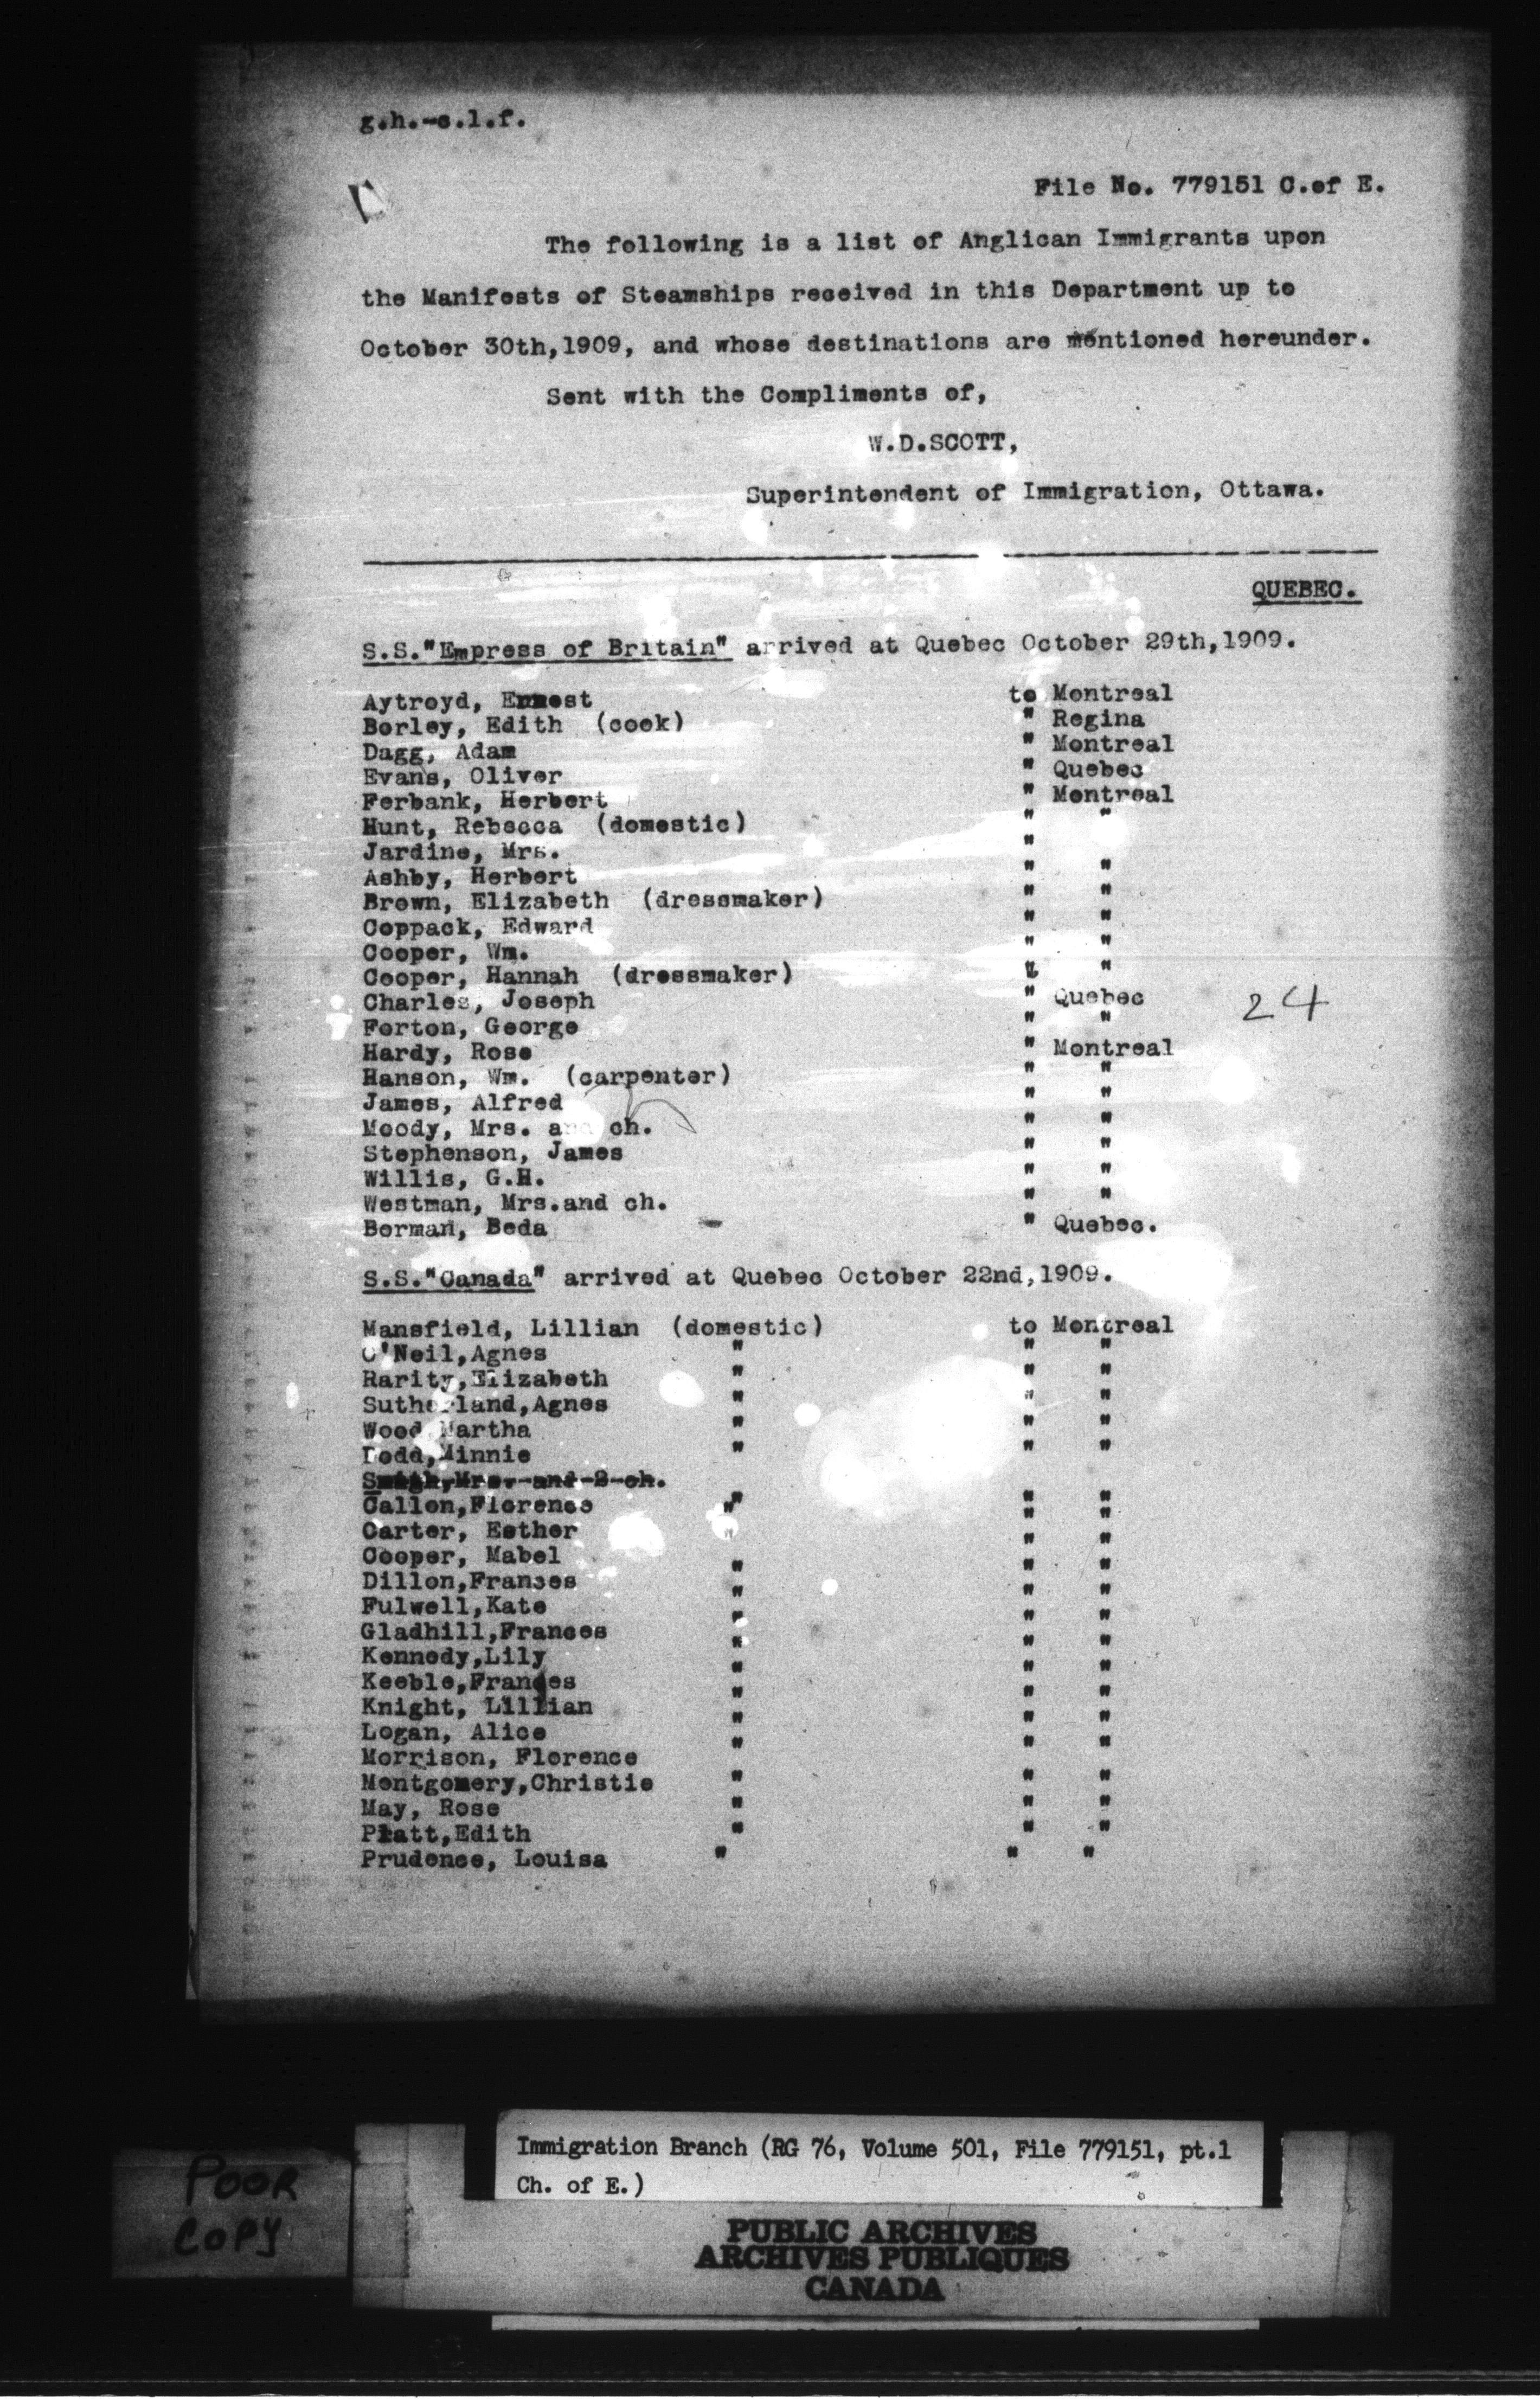 g.h.-s.l.f.
File No. 779151 C.of E.
The following is a list of Anglican Immigrants upon
the Manifests of Steamships received in this Department up to
October 30th,1909, and whose destinations are mentioned hereunder.
Sent with the Compliments of,
W.D.SCOTT,
Superintendent of Immigration, Ottawa.
QUEBEC.
S.S."Empress of Britain" arrived at Quebec October 29th,1909.
Aytroyd, Ernest to Montreal
Borley, Edith (cook) " Regina
Dagg, Adam " Montreal
Evans, Oliver " Quebec
Ferbank, Herbert " Montreal
Hunt, Rebecca (domestic) " "
Jardine, Mrs. "
Ashby, Herbert " "
Brown, Elizabeth (dressmaker) " "
Coppack, Edward " "
Cooper, Wm. " "
Cooper, Hannah (dressmaker) " "
Charles, Joseph " Quebec 24
Forton, George " "
Hardy, Rose " Montreal
Hanson, Wm. (carpenter) " "
James, Alfred " "
Moody, Mrs. and ch. " "
Stephenson, James " "
Willis, G.H. " "
Westman, Mrs.and ch. " "
Berman, Beda " Quebec.
S.S."Canada" arrived at Quebec October 22nd,1909.
Mansfield, Lillian (domestic) to Montreal
O'Neil,Agnes " " "
Rarity,Elizabeth " " "
Sutherland,Agnes " " "
Wood,Martha " " "
Dodd,Minnie " " "
Smith,Mrs.-and-2-ch.
Callon,Florence " " "
Carter, Esther " " "
Cooper, Mabel " "
Dillon,Frances " " "
Fulwell,Kate " " "
Gladhill,Frances " " "
Kennedy,Lily " " "
Keeble,Frances " " "
Knight, Lillian " " "
Logan, Alice " " "
Morrison, Florence " " "
Montgomery,Christie " " "
May, Rose " " "
Pratt,Edith " " "
Prudence, Louisa " " "
POOR
COPY
Immigration Branch (RG 76, Volume 501, File 779151, pt.1
Ch. of E.)
PUBLIC ARCHIVES
ARCHIVES PUBLIQUES
CANADA